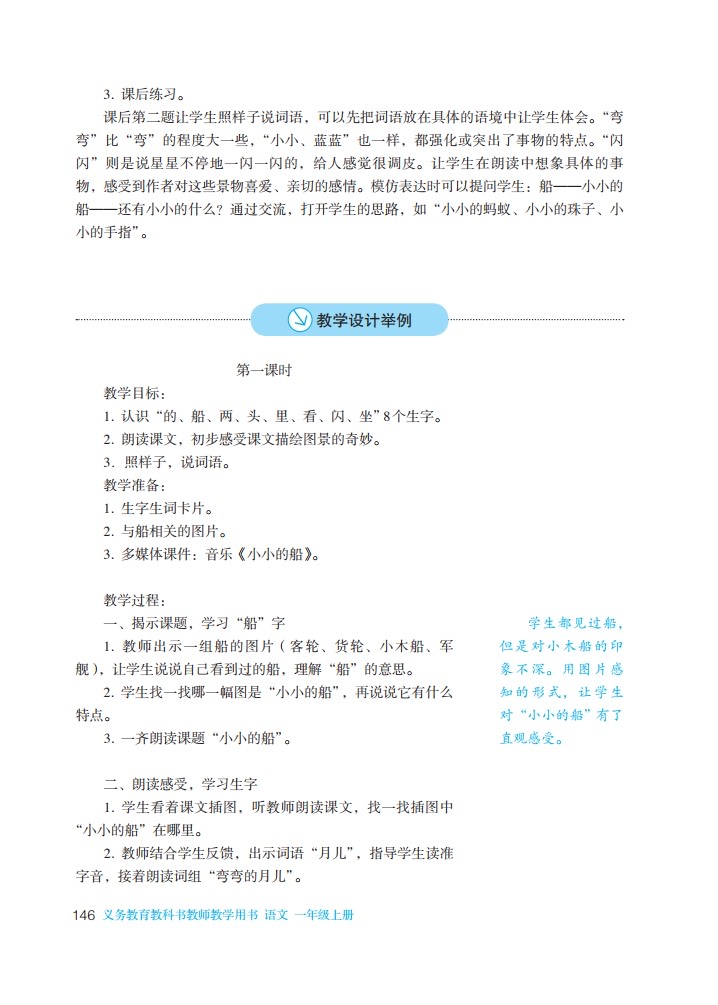 3. 课后练习。
课后第二题让学生照样子说词语，可以先把词语放在具体的语境中让学生体会。“弯
弯”比“弯”的程度大一些，“小小、蓝蓝”也一样，都强化或突出了事物的特点。“闪
闪”则是说星星不停地一闪一闪的，给人感觉很调皮。让学生在朗读中想象具体的事
物，感受到作者对这些景物喜爱、亲切的感情。模仿表达时可以提问学生：船——小小的
船——还有小小的什么？通过交流，打开学生的思路，如“小小的蚂蚁、小小的珠子、小
小的手指”。
教学设计举例
第一课时
教学目标：
1. 认识“的、船、两、头、里、看、闪、坐”8个生字。
2. 朗读课文，初步感受课文描绘图景的奇妙。
3. 照样子，说词语。
教学准备：
1. 生字生词卡片。
2. 与船相关的图片。
3. 多媒体课件：音乐《小小的船》。
教学过程：
一、揭示课题，学习“船”字
1. 教师出示一组船的图片（客轮、货轮、小木船、军
舰），让学生说说自己看到过的船，理解“船”的意思。
2. 学生找一找哪一幅图是“小小的船”，再说说它有什么
特点。
3. 一齐朗读课题“小小的船”。
学生都见过船，
但是对小木船的印
象不深。用图片感
知的形式，让学生
对“小小的船”有了
直观感受。
二、朗读感受，学习生字
1. 学生看着课文插图，听教师朗读课文，找一找插图中
“小小的船”在哪里。
2. 教师结合学生反馈，出示词语“月儿”，指导学生读准
字音，接着朗读词组“弯弯的月儿”。
146 义务教育教科书教师教学用书 语文 一年级上册